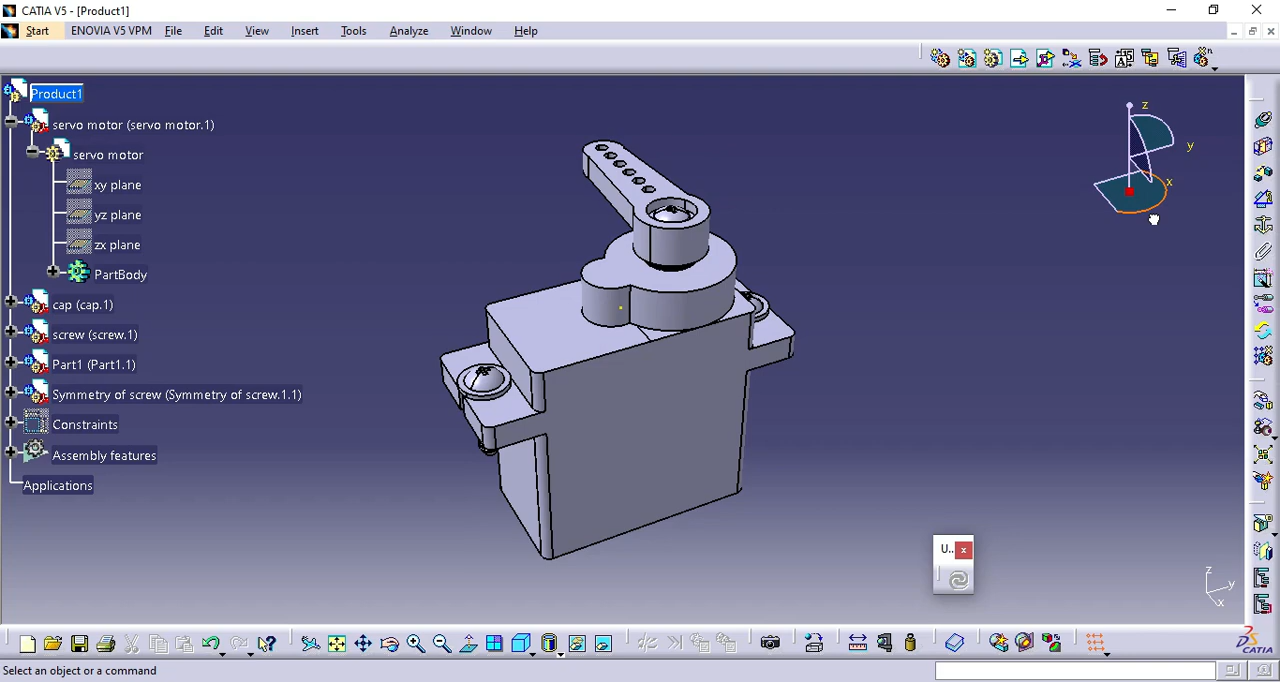 CATIA V5 - [Product1]
Start ENOVIA V5 VPM File Edit View Insert Tools Analyze Window Help
Product1
servo motor (servo motor.1)
servo motor
xy plane
yz plane
zx plane
PartBody
cap (cap.1)
screw (screw.1)
Part1 (Part1.1)
Symmetry of screw (Symmetry of screw.1.1)
Constraints
Assembly features
Applications
z
y
x
U.. x
z
y
x
CATIA
Select an object or a command